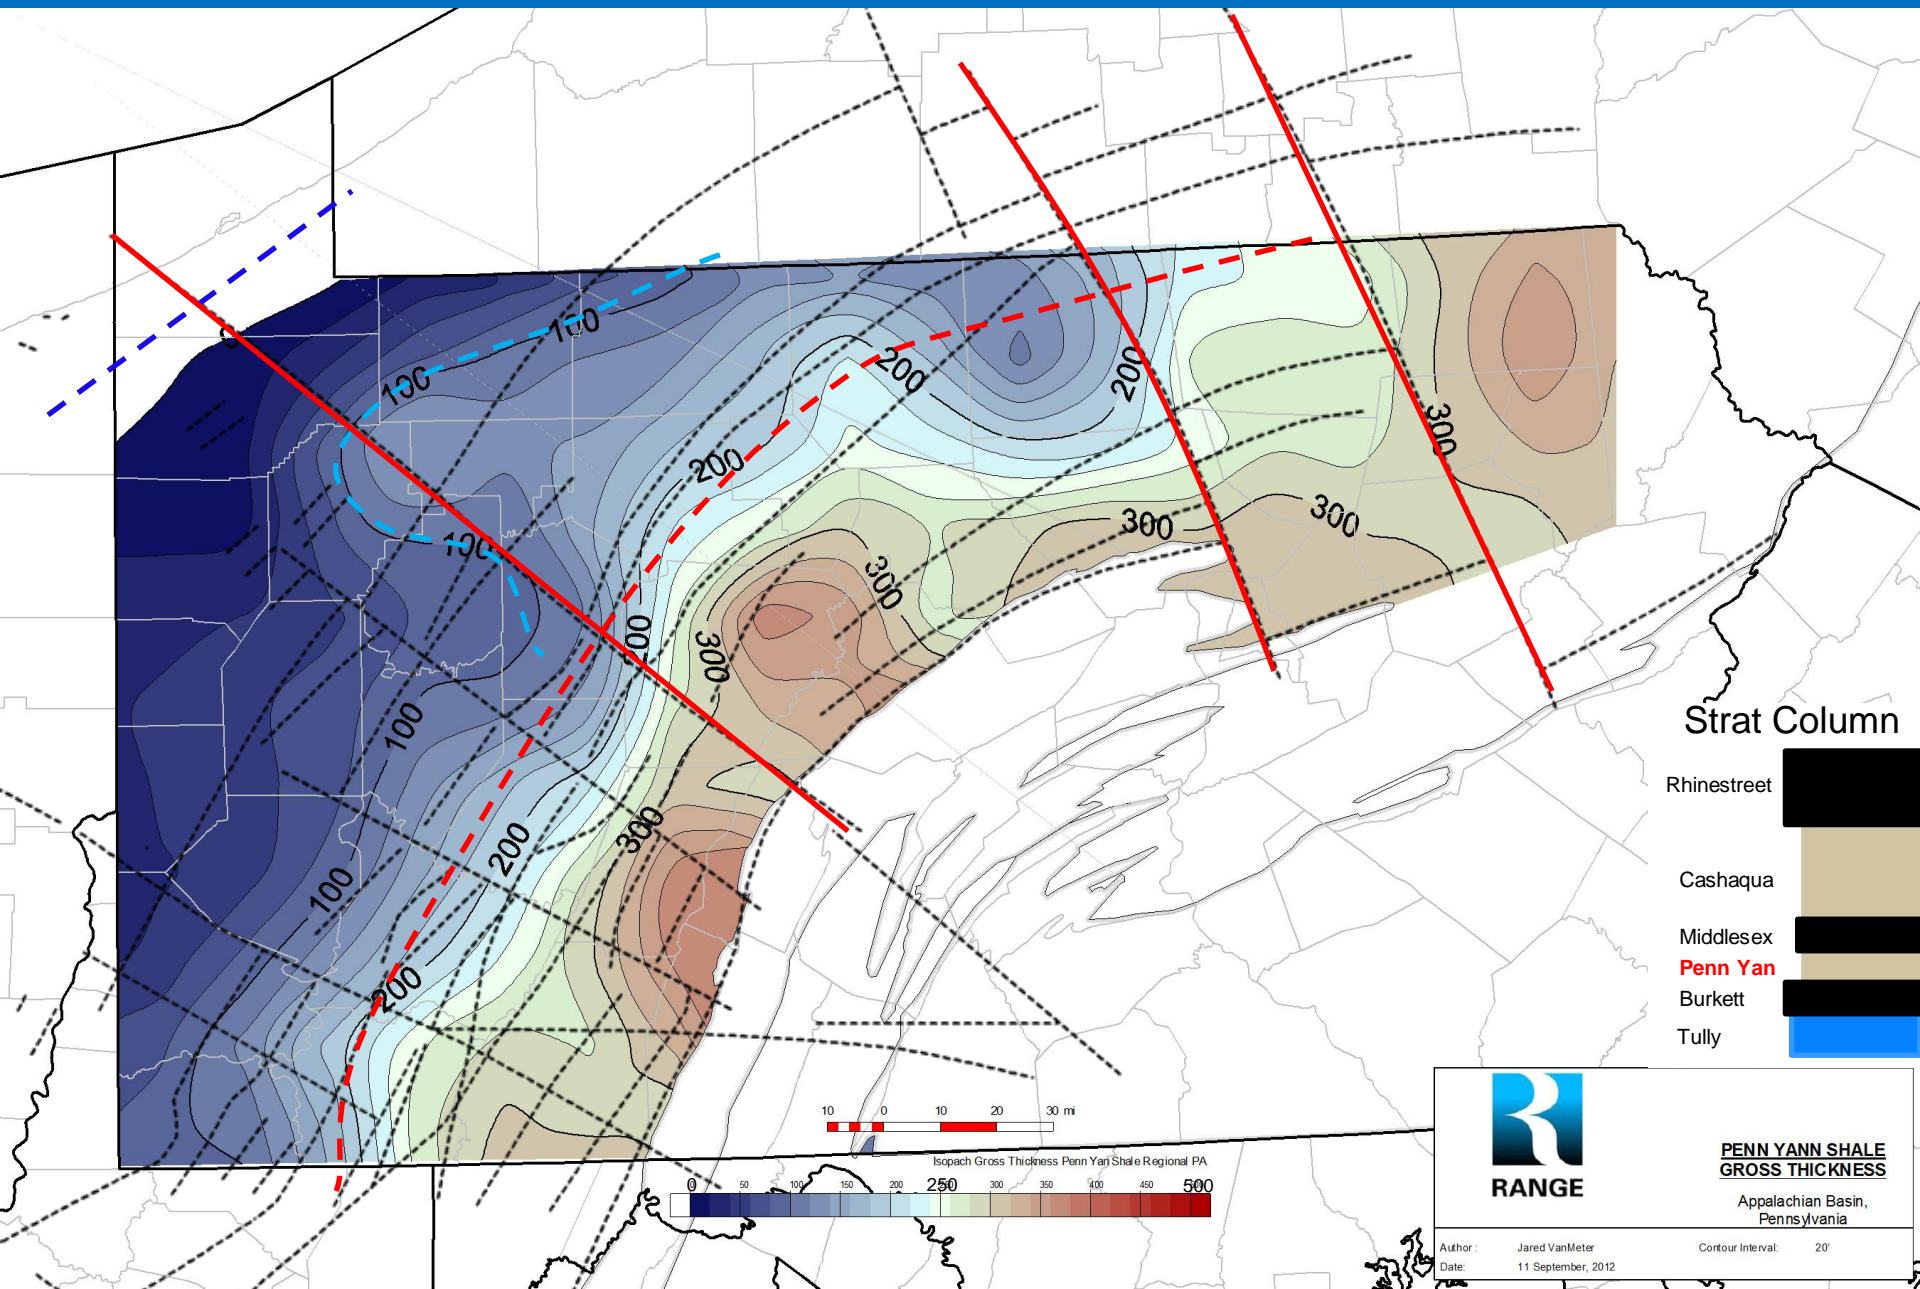 0
100
100
100
100
100
200
200
200
200
200
300
300
300
300
300
300
Strat Column
Rhinestreet
Cashaqua
Middlesex
Penn Yan
Burkett
Tully
10 0 10 20 30 mi
Isopach Gross Thickness Penn Yan Shale Regional PA
0 50 100 150 200 250 300 350 400 450 500
RANGE
PENN YANN SHALE
GROSS THICKNESS
Appalachian Basin,
Pennsylvania
Author : Jared VanMeter Contour Interval: 20'
Date: 11 September, 2012